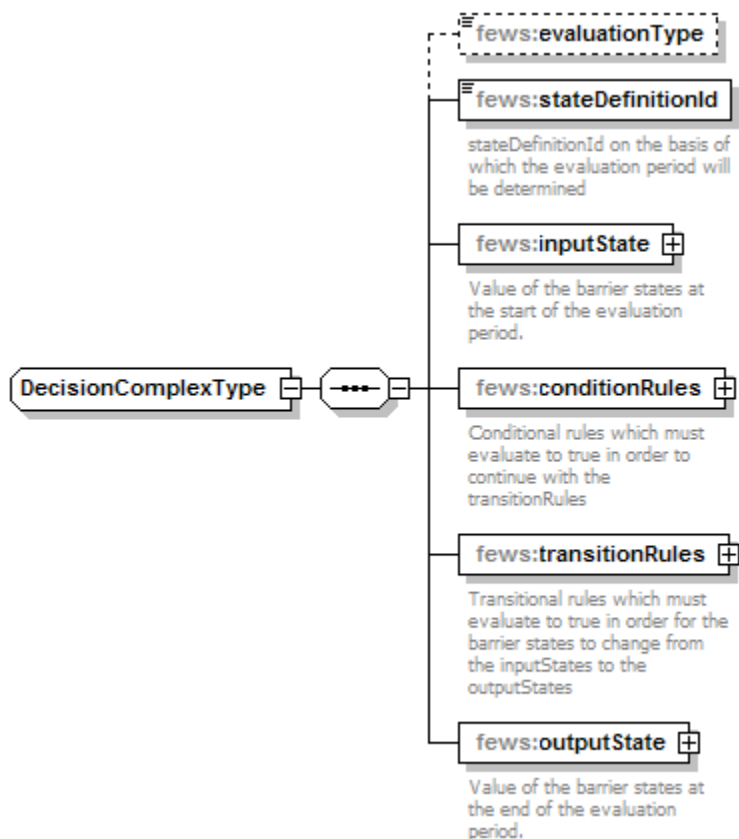 fews:evaluationType
fews:stateDefinitionId
stateDefinitionId on the basis of
which the evaluation period will
be determined
fews:inputState
Value of the barrier states at
the start of the evaluation
period.
DecisionComplexType
fews:conditionRules
Conditional rules which must
evaluate to true in order to
continue with the
transitionRules
fews:transitionRules
Transitional rules which must
evaluate to true in order for the
barrier states to change from
the inputStates to the
outputStates
fews:outputState
Value of the barrier states at
the end of the evaluation
period.